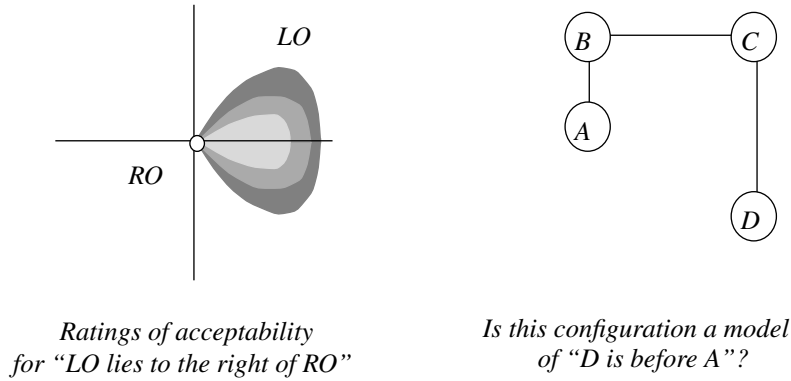 LO
RO
Ratings of acceptability
for “LO lies to the right of RO”
B
C
A
D
Is this configuration a model
of “D is before A”?